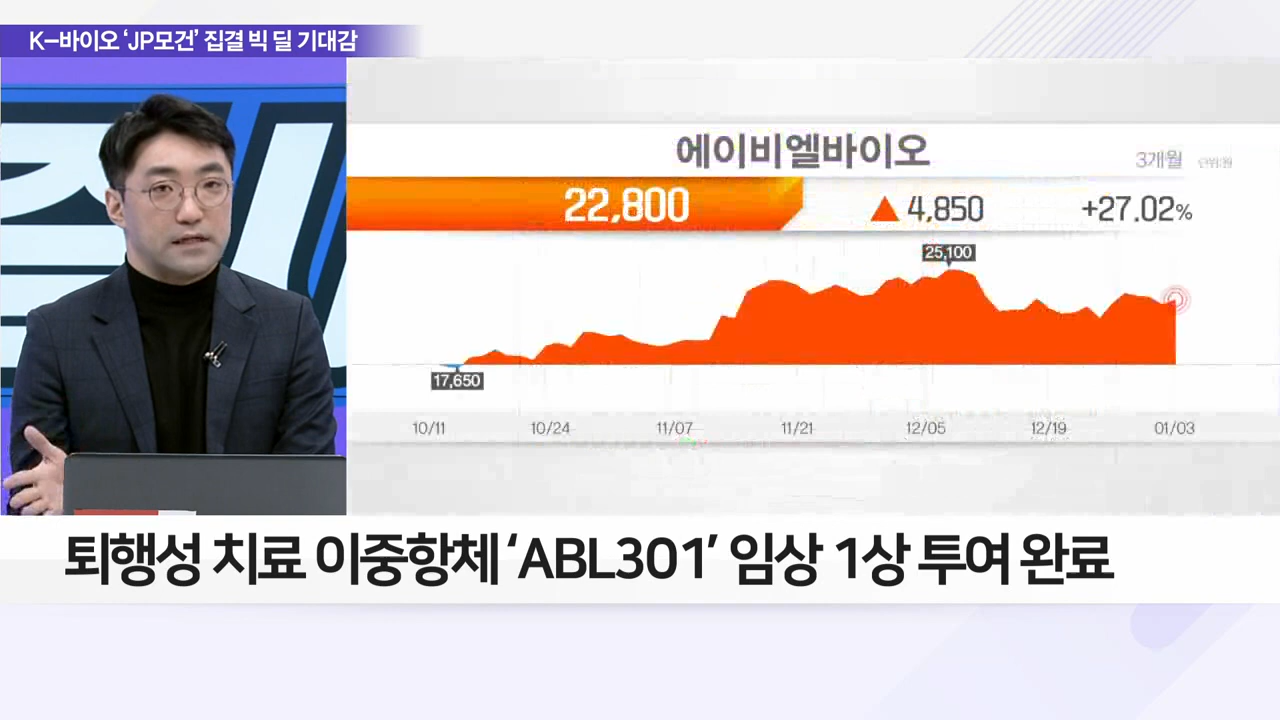 K-바이오 ‘JP모건’ 집결 빅 딜 기대감
에이비엘바이오
3개월 단위:원
22,800 ▲ 4,850 +27.02%
25,100
17,650
10/11 10/24 11/07 11/21 12/05 12/19 01/03
퇴행성 치료 이중항체 ‘ABL301’ 임상 1상 투여 완료